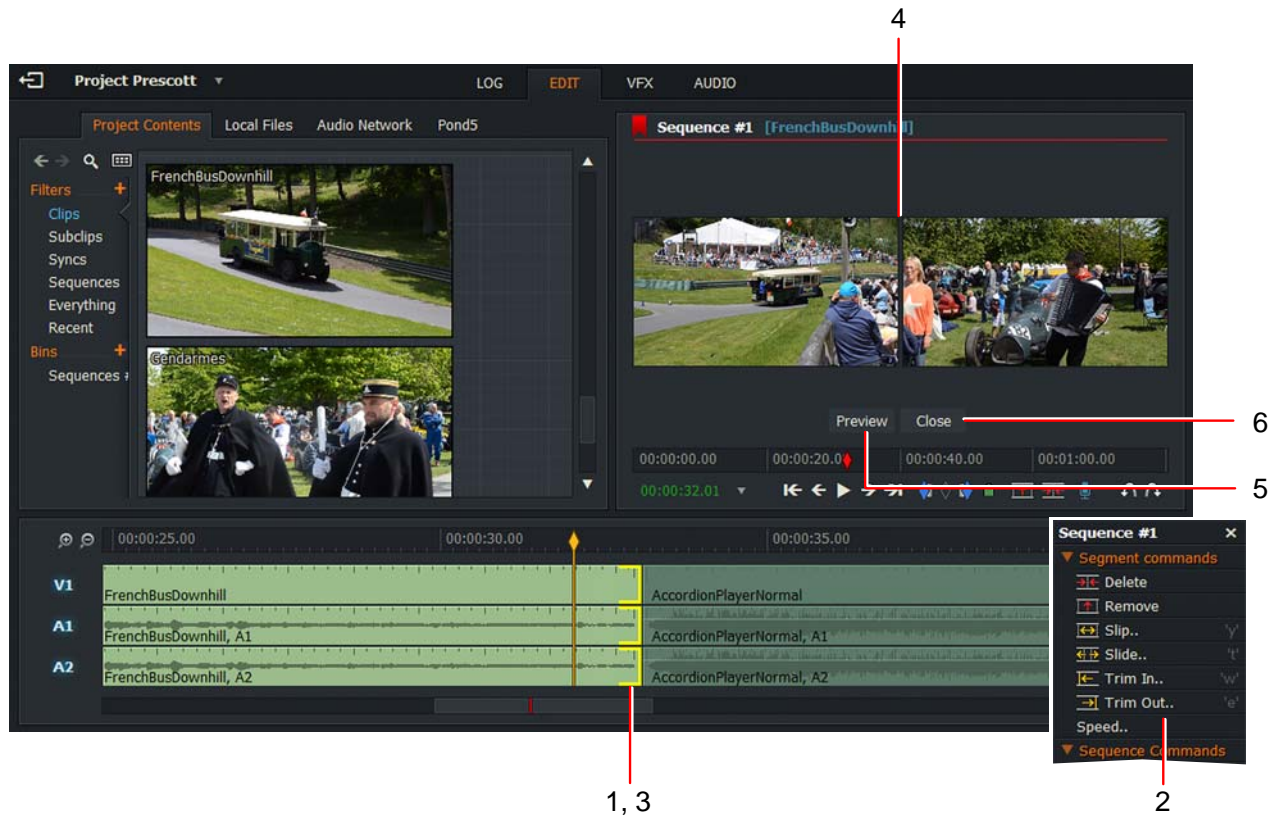 4
Project Prescott
LOG EDIT VFX AUDIO
Project Contents Local Files Audio Network Pond5
Sequence #1 [FrenchBusDownhill]
Filters +
Clips
Subclips
Syncs
Sequences
Everything
Recent
Bins +
Sequences #
FrenchBusDownhill
Gendarmes
Preview Close
6
00:00:00.00 00:00:20.0 00:00:40.00 00:01:00.00
00:00:32.01
5
00:00:25.00 00:00:30.00 00:00:35.00
V1 FrenchBusDownhill AccordionPlayerNormal
A1 FrenchBusDownhill, A1 AccordionPlayerNormal, A1
A2 FrenchBusDownhill, A2 AccordionPlayerNormal, A2
Sequence #1 ×
Segment commands
Delete
Remove
Slip.. 'y'
Slide.. 't'
Trim In.. 'w'
Trim Out.. 'e'
Speed..
Sequence Commands
1, 3
2